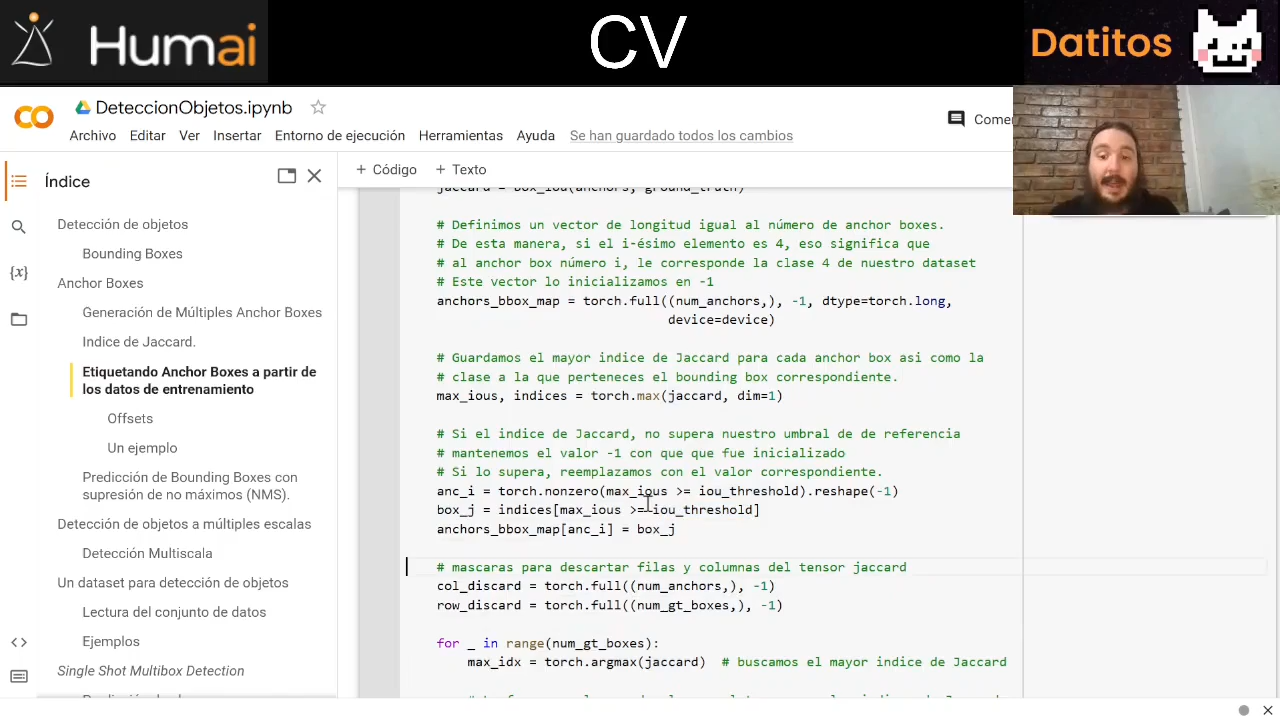 Humai
CV
Datitos
DeteccionObjetos.ipynb
Archivo Editar Ver Insertar Entorno de ejecución Herramientas Ayuda Se han guardado todos los cambios
Índice
+ Código + Texto
Detección de objetos
Bounding Boxes
Anchor Boxes
Generación de Múltiples Anchor Boxes
Indice de Jaccard.
Etiquetando Anchor Boxes a partir de
los datos de entrenamiento
Offsets
Un ejemplo
Predicción de Bounding Boxes con
supresión de no máximos (NMS).
Detección de objetos a múltiples escalas
Detección Multiscala
Un dataset para detección de objetos
Lectura del conjunto de datos
Ejemplos
Single Shot Multibox Detection
jaccard = box_iou(anchors, ground_truth)
# Definimos un vector de longitud igual al número de anchor boxes.
# De esta manera, si el i-ésimo elemento es 4, eso significa que
# al anchor box número i, le corresponde la clase 4 de nuestro dataset
# Este vector lo inicializamos en -1
anchors_bbox_map = torch.full((num_anchors,), -1, dtype=torch.long,
device=device)
# Guardamos el mayor indice de Jaccard para cada anchor box asi como la
# clase a la que perteneces el bounding box correspondiente.
max_ious, indices = torch.max(jaccard, dim=1)
# Si el indice de Jaccard, no supera nuestro umbral de de referencia
# mantenemos el valor -1 con que que fue inicializado
# Si lo supera, reemplazamos con el valor correspondiente.
anc_i = torch.nonzero(max_ious >= iou_threshold).reshape(-1)
box_j = indices[max_ious >= iou_threshold]
anchors_bbox_map[anc_i] = box_j
# mascaras para descartar filas y columnas del tensor jaccard
col_discard = torch.full((num_anchors,), -1)
row_discard = torch.full((num_gt_boxes,), -1)
for _ in range(num_gt_boxes):
max_idx = torch.argmax(jaccard) # buscamos el mayor indice de Jaccard